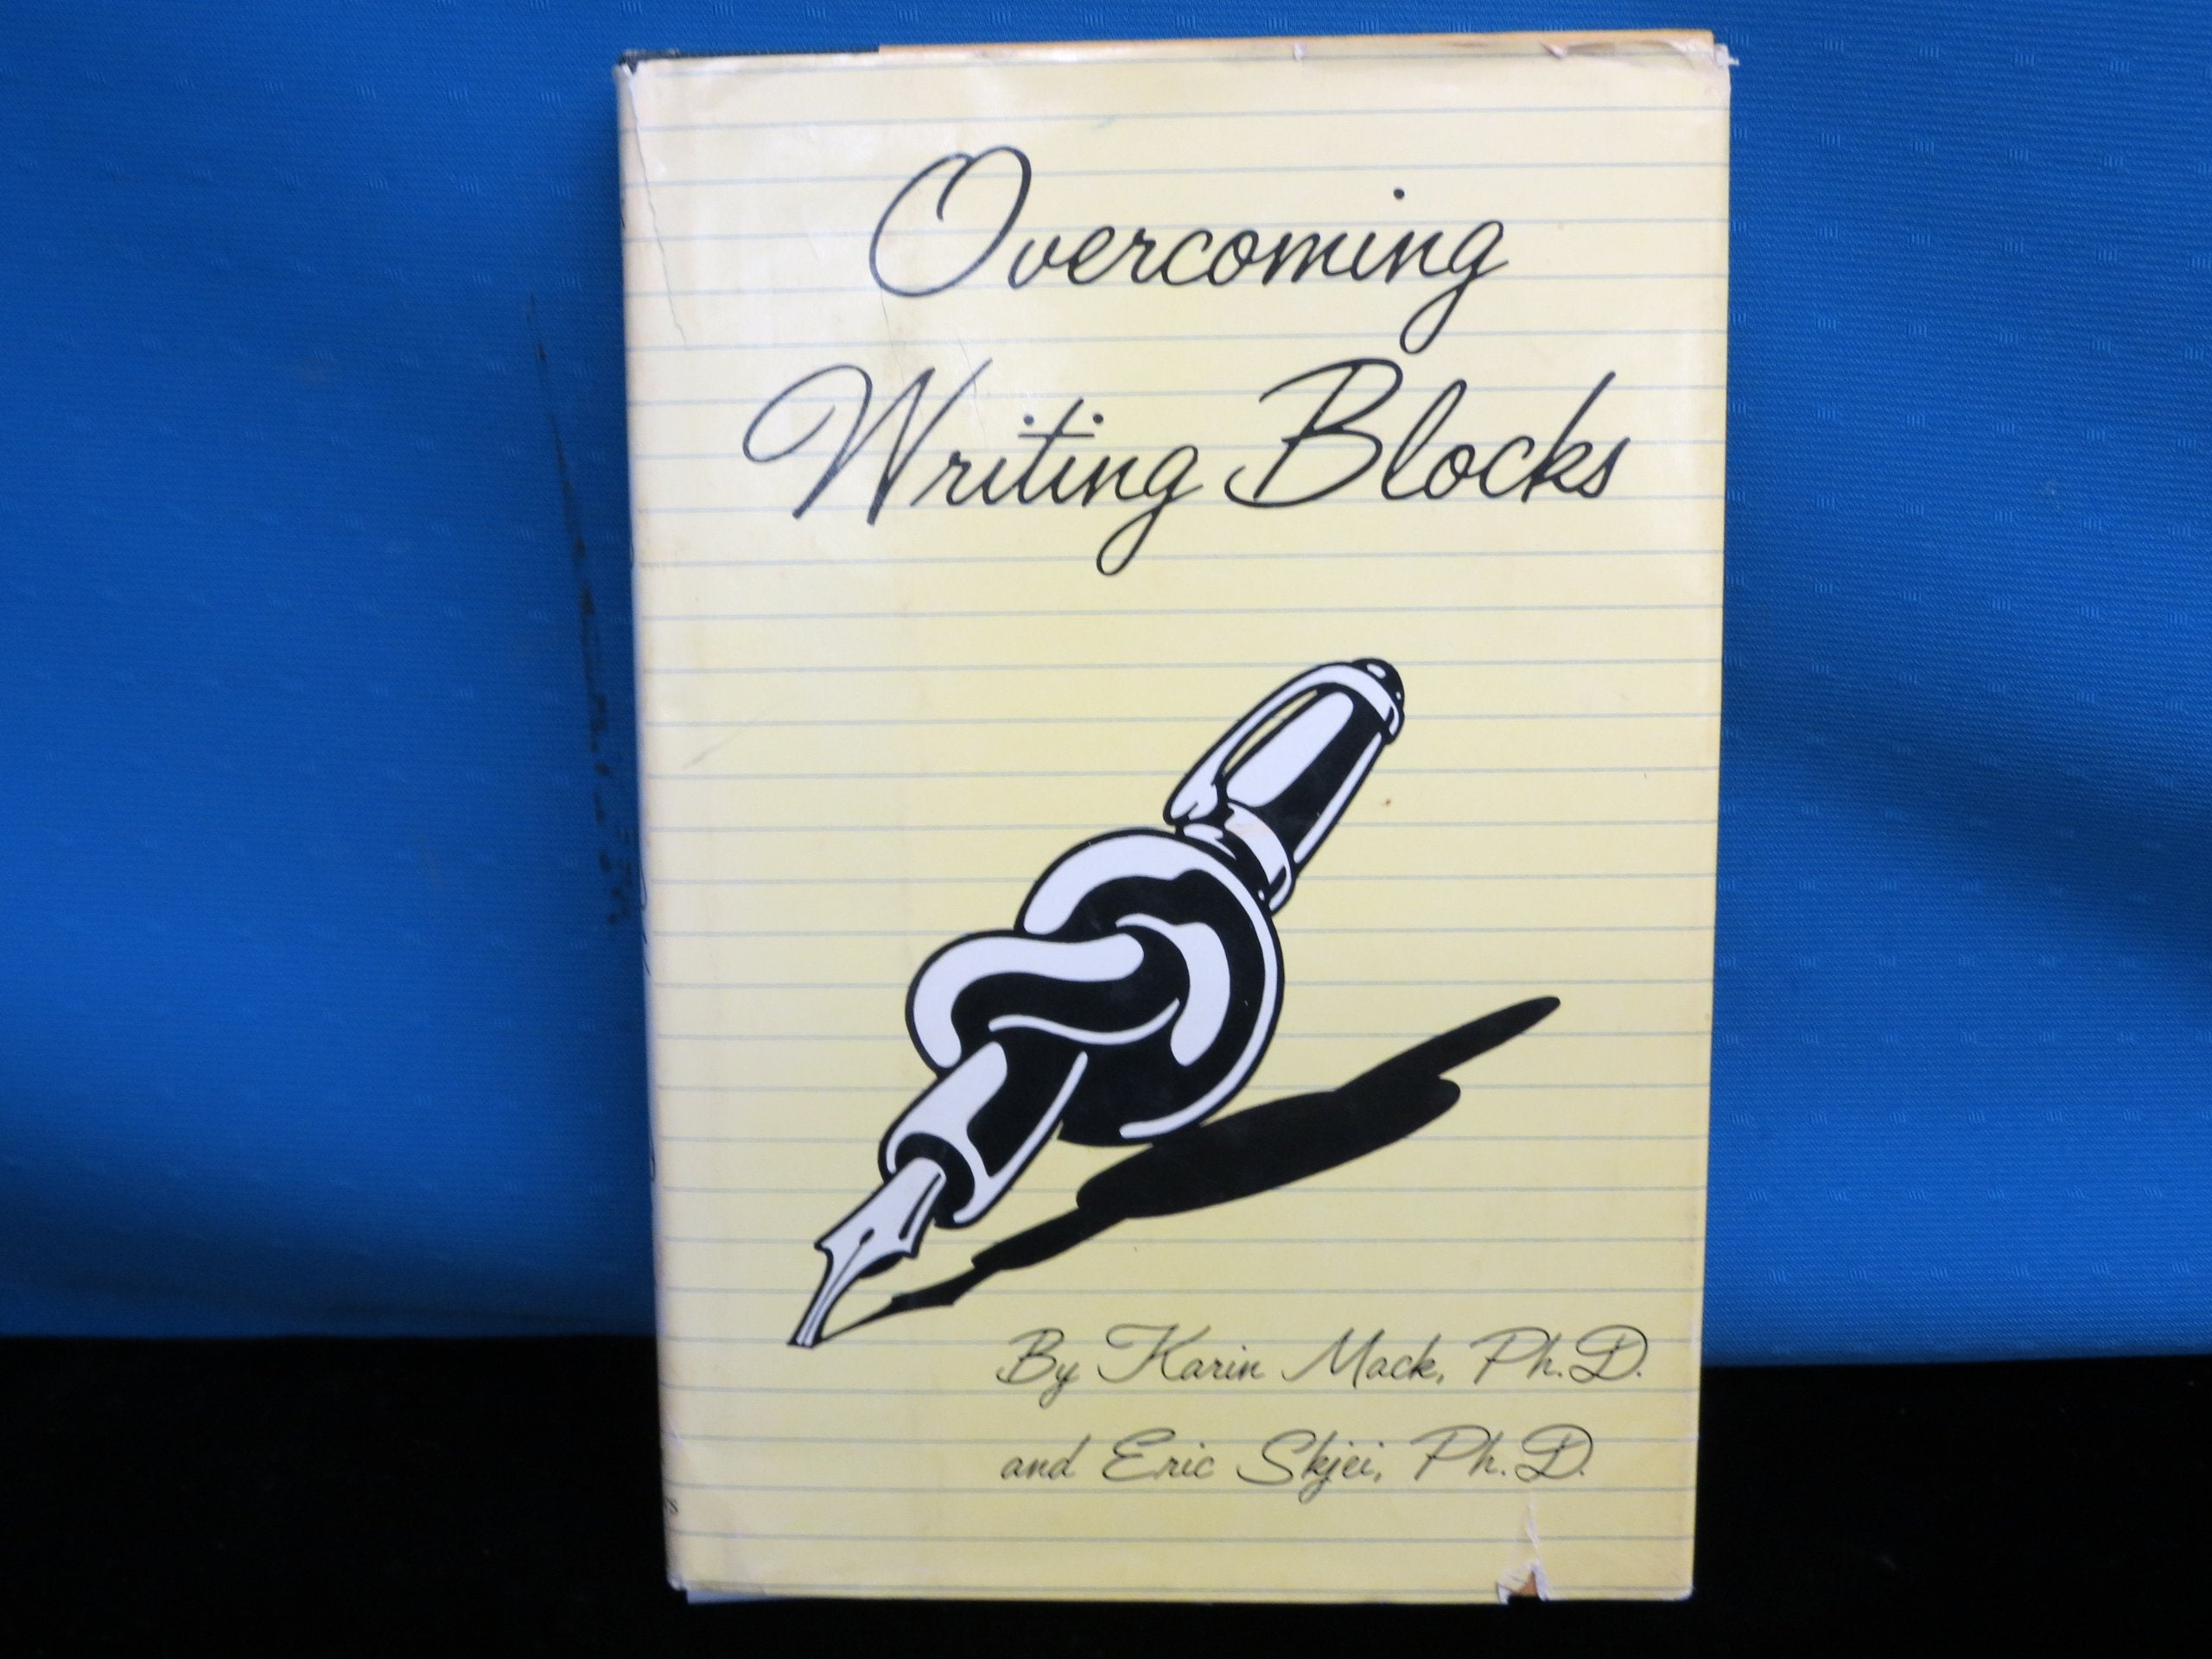 Overcoming
Writing Blocks
By Karin Mack, Ph.D.
and Eric Skjei, Ph.D.